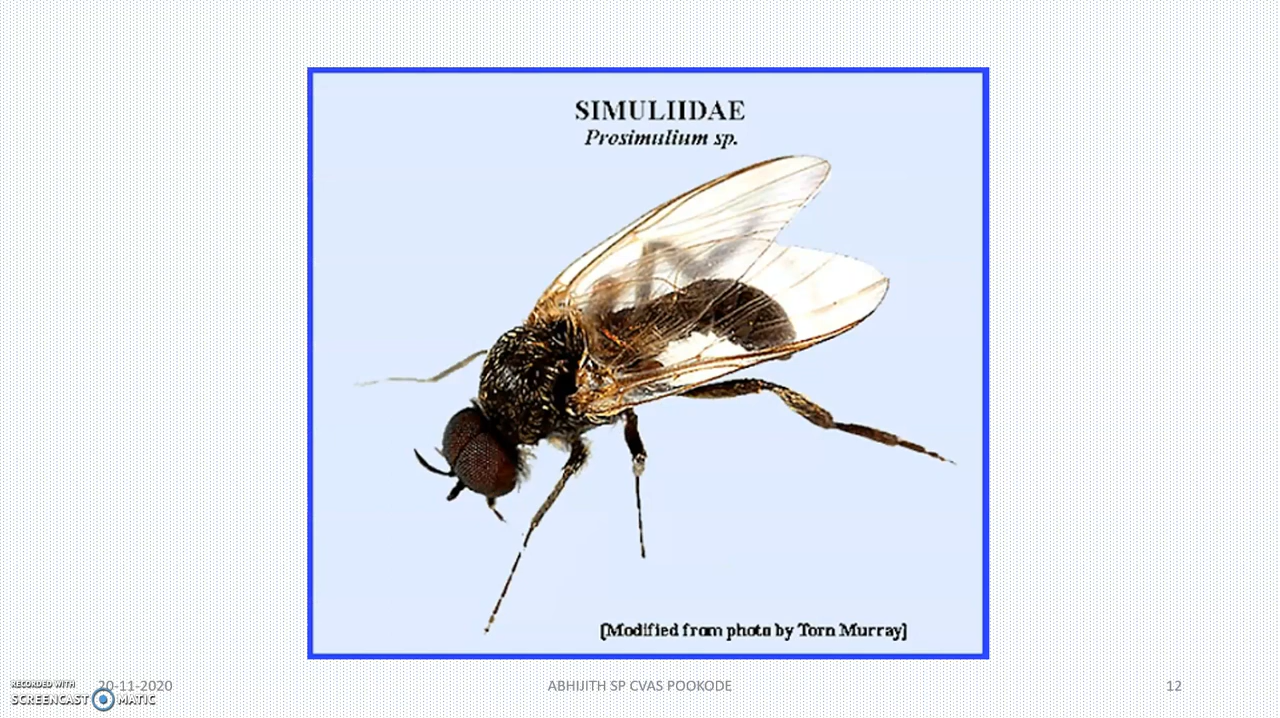 SIMULIIDAE
Prosimulium sp.
[Modified from photo by Tom Murray]
RECORDED WITH
SCREENCAST MATIC
20-11-2020
ABHIJITH SP CVAS POOKODE
12